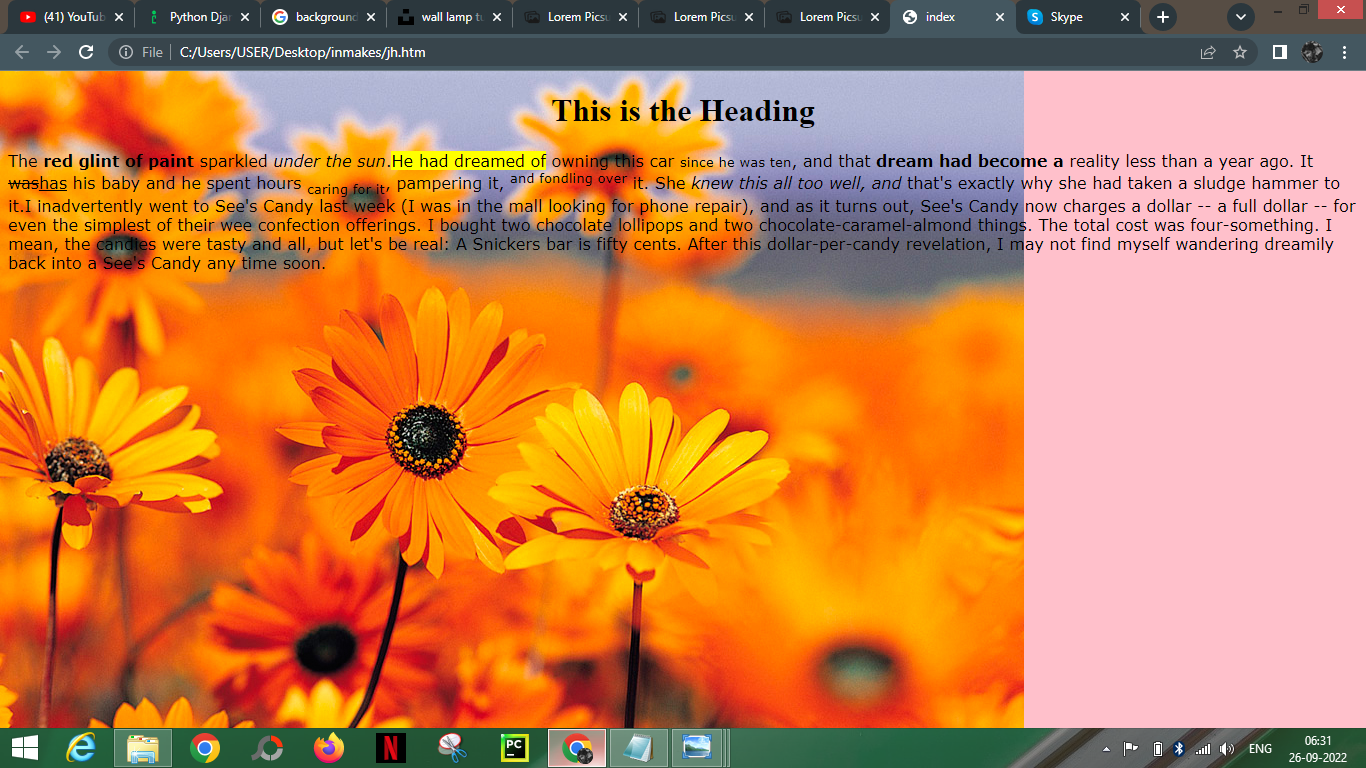 (41) YouTub
Python Djan
background
wall lamp tu
Lorem Picsu
Lorem Picsu
Lorem Picsu
index
Skype
File C:/Users/USER/Desktop/inmakes/jh.htm
This is the Heading
The red glint of paint sparkled under the sun.He had dreamed of owning this car since he was ten, and that dream had become a reality less than a year ago. It
washas his baby and he spent hours caring for it, pampering it, and fondling over it. She knew this all too well, and that's exactly why she had taken a sludge hammer to
it.I inadvertently went to See's Candy last week (I was in the mall looking for phone repair), and as it turns out, See's Candy now charges a dollar -- a full dollar -- for
even the simplest of their wee confection offerings. I bought two chocolate lollipops and two chocolate-caramel-almond things. The total cost was four-something. I
mean, the candies were tasty and all, but let's be real: A Snickers bar is fifty cents. After this dollar-per-candy revelation, I may not find myself wandering dreamily
back into a See's Candy any time soon.
PC
ENG
06:31
26-09-2022